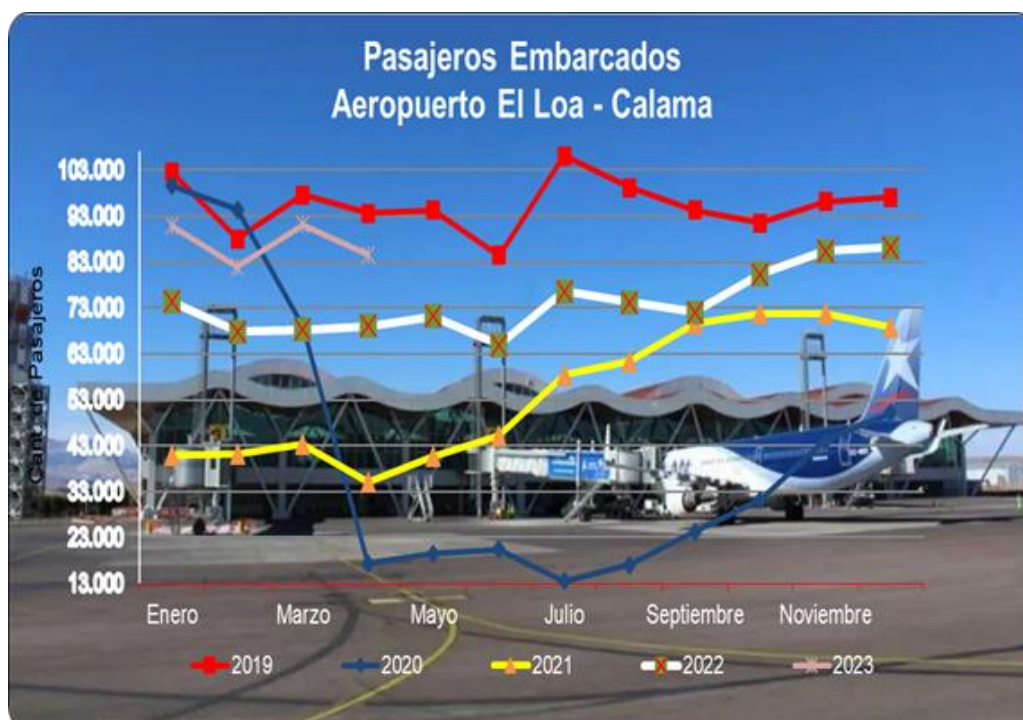 Pasajeros Embarcados
Aeropuerto El Loa - Calama
Cant de Pasajeros
103.000
93.000
83.000
73.000
63.000
53.000
43.000
33.000
23.000
13.000
Enero Marzo Mayo Julio Septiembre Noviembre
2019 2020 2021 2022 2023